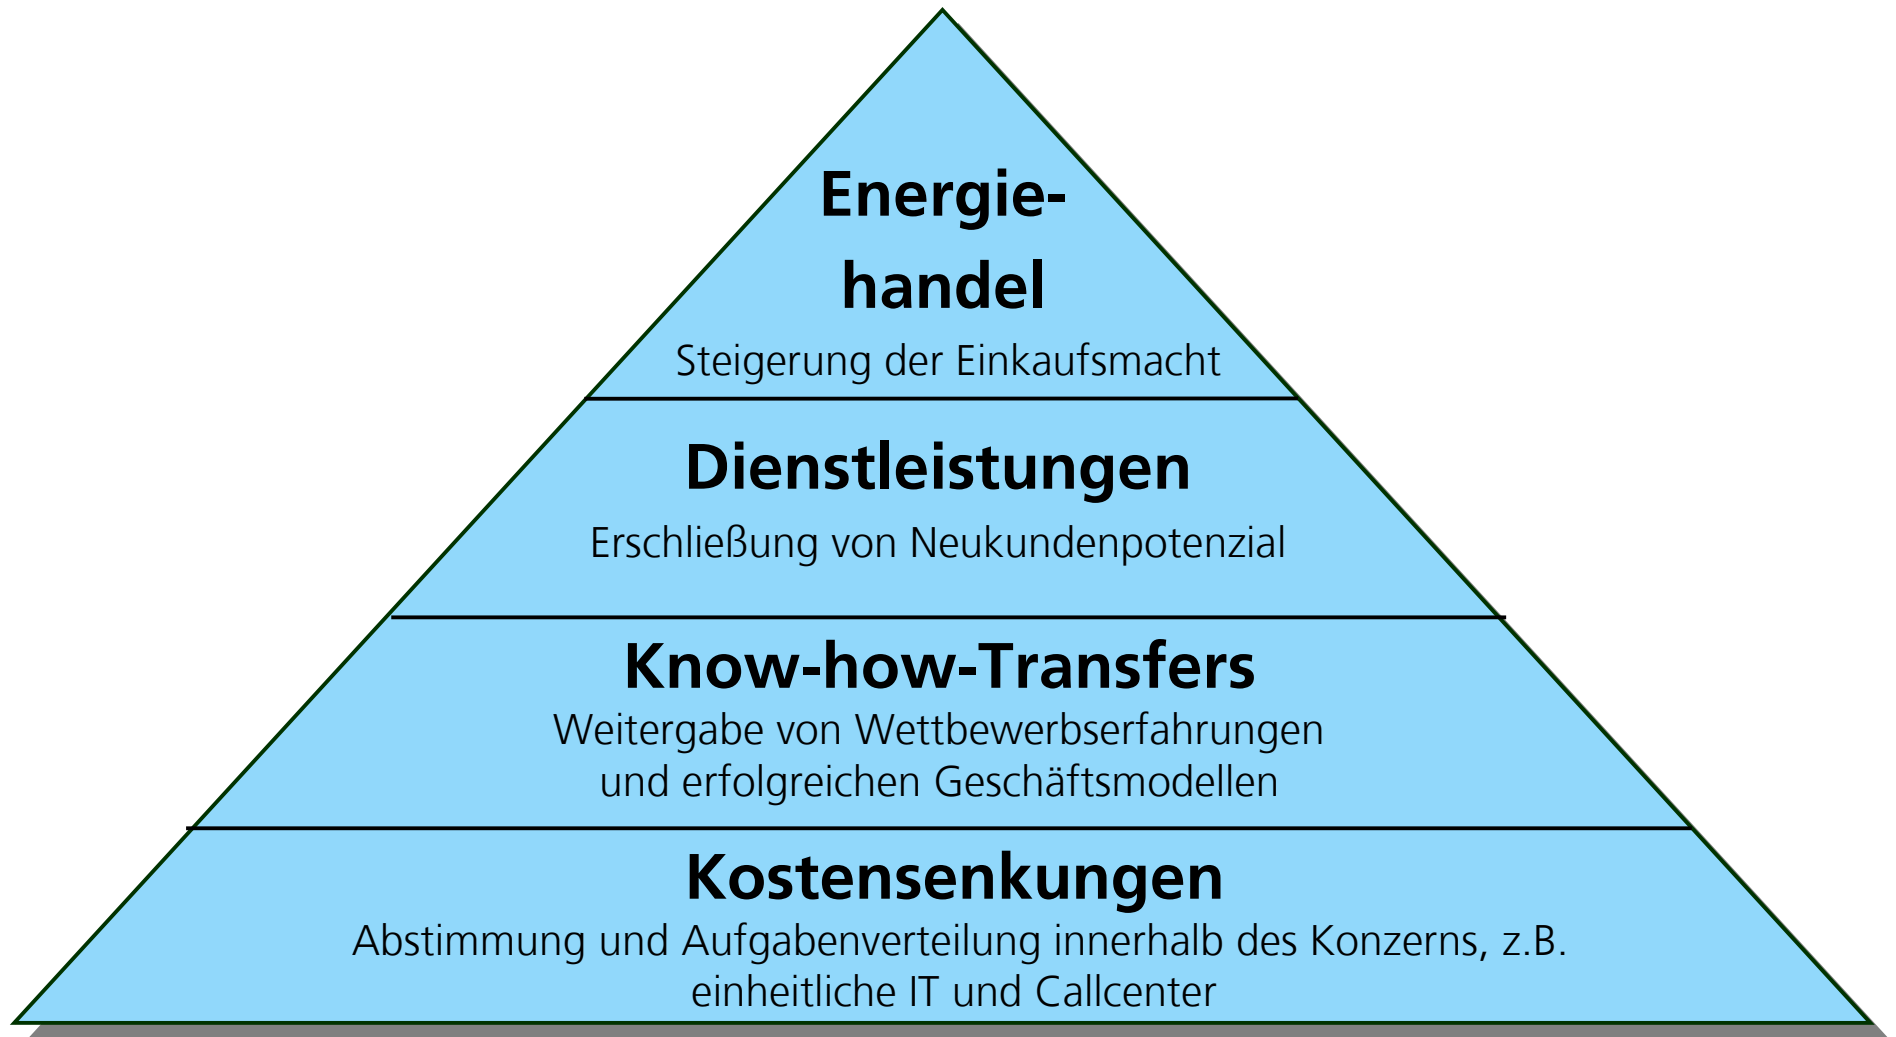 Energie-
handel
Steigerung der Einkaufsmacht
Dienstleistungen
Erschließung von Neukundenpotenzial
Know-how-Transfers
Weitergabe von Wettbewerbserfahrungen
und erfolgreichen Geschäftsmodellen
Kostensenkungen
Abstimmung und Aufgabenverteilung innerhalb des Konzerns, z.B.
einheitliche IT und Callcenter